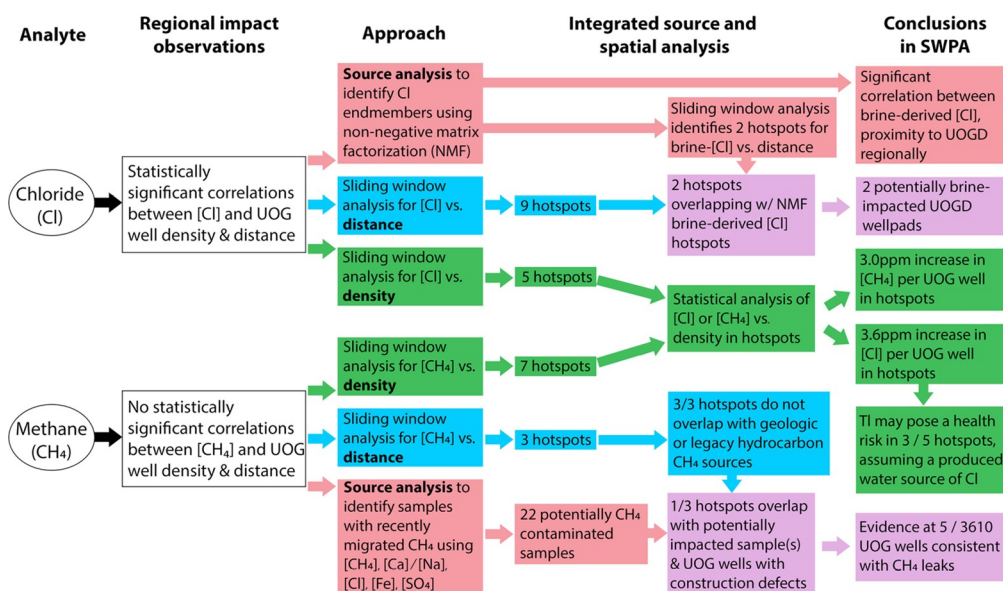 Analyte
Regional impact
observations
Approach
Integrated source and
spatial analysis
Conclusions
in SWPA
Chloride
(Cl)
Statistically
significant correlations
between [Cl] and UOG
well density & distance
Source analysis to
identify Cl
endmembers using
non-negative matrix
factorization (NMF)
Sliding window analysis
identifies 2 hotspots for
brine-[Cl] vs. distance
Significant
correlation between
brine-derived [Cl],
proximity to UOGD
regionally
Sliding window
analysis for [Cl] vs.
distance
9 hotspots
2 hotspots
overlapping w/ NMF
brine-derived [Cl]
hotspots
2 potentially brine-
impacted UOGD
wellpads
Sliding window
analysis for [Cl] vs.
density
5 hotspots
Statistical analysis of
[Cl] or [CH₄] vs.
density in hotspots
3.0ppm increase in
[CH₄] per UOG well
in hotspots
3.6ppm increase in
[Cl] per UOG well
in hotspots
Tl may pose a health
risk in 3 / 5 hotspots,
assuming a produced
water source of Cl
Methane
(CH₄)
No statistically
significant correlations
between [CH₄] and UOG
well density & distance
Sliding window
analysis for [CH₄] vs.
density
7 hotspots
Sliding window
analysis for [CH₄] vs.
distance
3 hotspots
3/3 hotspots do not
overlap with geologic
or legacy hydrocarbon
CH₄ sources
Source analysis to
identify samples
with recently
migrated CH₄ using
[CH₄], [Ca]/[Na],
[Cl], [Fe], [SO₄]
22 potentially CH₄
contaminated
samples
1/3 hotspots overlap
with potentially
impacted sample(s)
& UOG wells with
construction defects
Evidence at 5 / 3610
UOG wells consistent
with CH₄ leaks